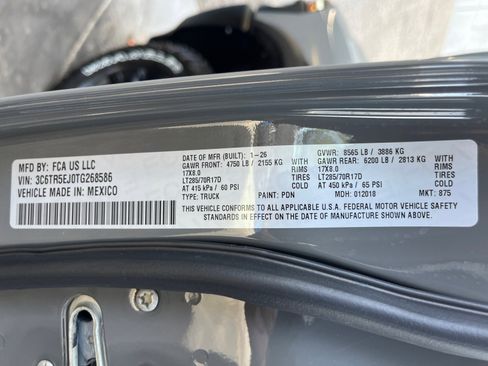 MFD BY: FCA US LLC
VIN: 3C6TR5EJ0TG268586
VEHICLE MADE IN: MEXICO
DATE OF MFR (BUILT): 1-26
GAWR FRONT: 4750 LB / 2155 KG WITH
17X8.0 RIMS
LT285/70R17D TIRES
AT 415 kPa / 60 PSI
TYPE: TRUCK PAINT: PDN
GVWR: 8565 LB / 3886 KG
GAWR REAR: 6200 LB / 2813 KG WITH
17X8.0 RIMS
LT285/70R17D TIRES
AT 450 kPa / 65 PSI
MDH: 012018 MKT: 875
THIS VEHICLE CONFORMS TO ALL APPLICABLE U.S.A. FEDERAL MOTOR VEHICLE SAFETY
STANDARDS IN EFFECT ON THE DATE OF MANUFACTURE SHOWN ABOVE